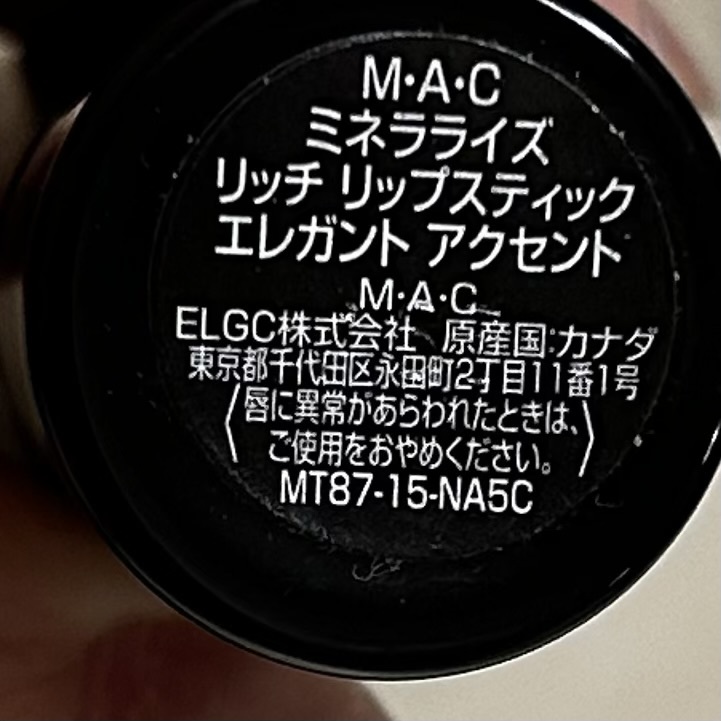 M·A·C
ミネラライズ
リッチ リップスティック
エレガント アクセント
M·A·C
ELGC株式会社 原産国:カナダ
東京都千代田区永田町2丁目11番1号
唇に異常があらわれたときは、
ご使用をおやめください。
MT87-15-NA5C